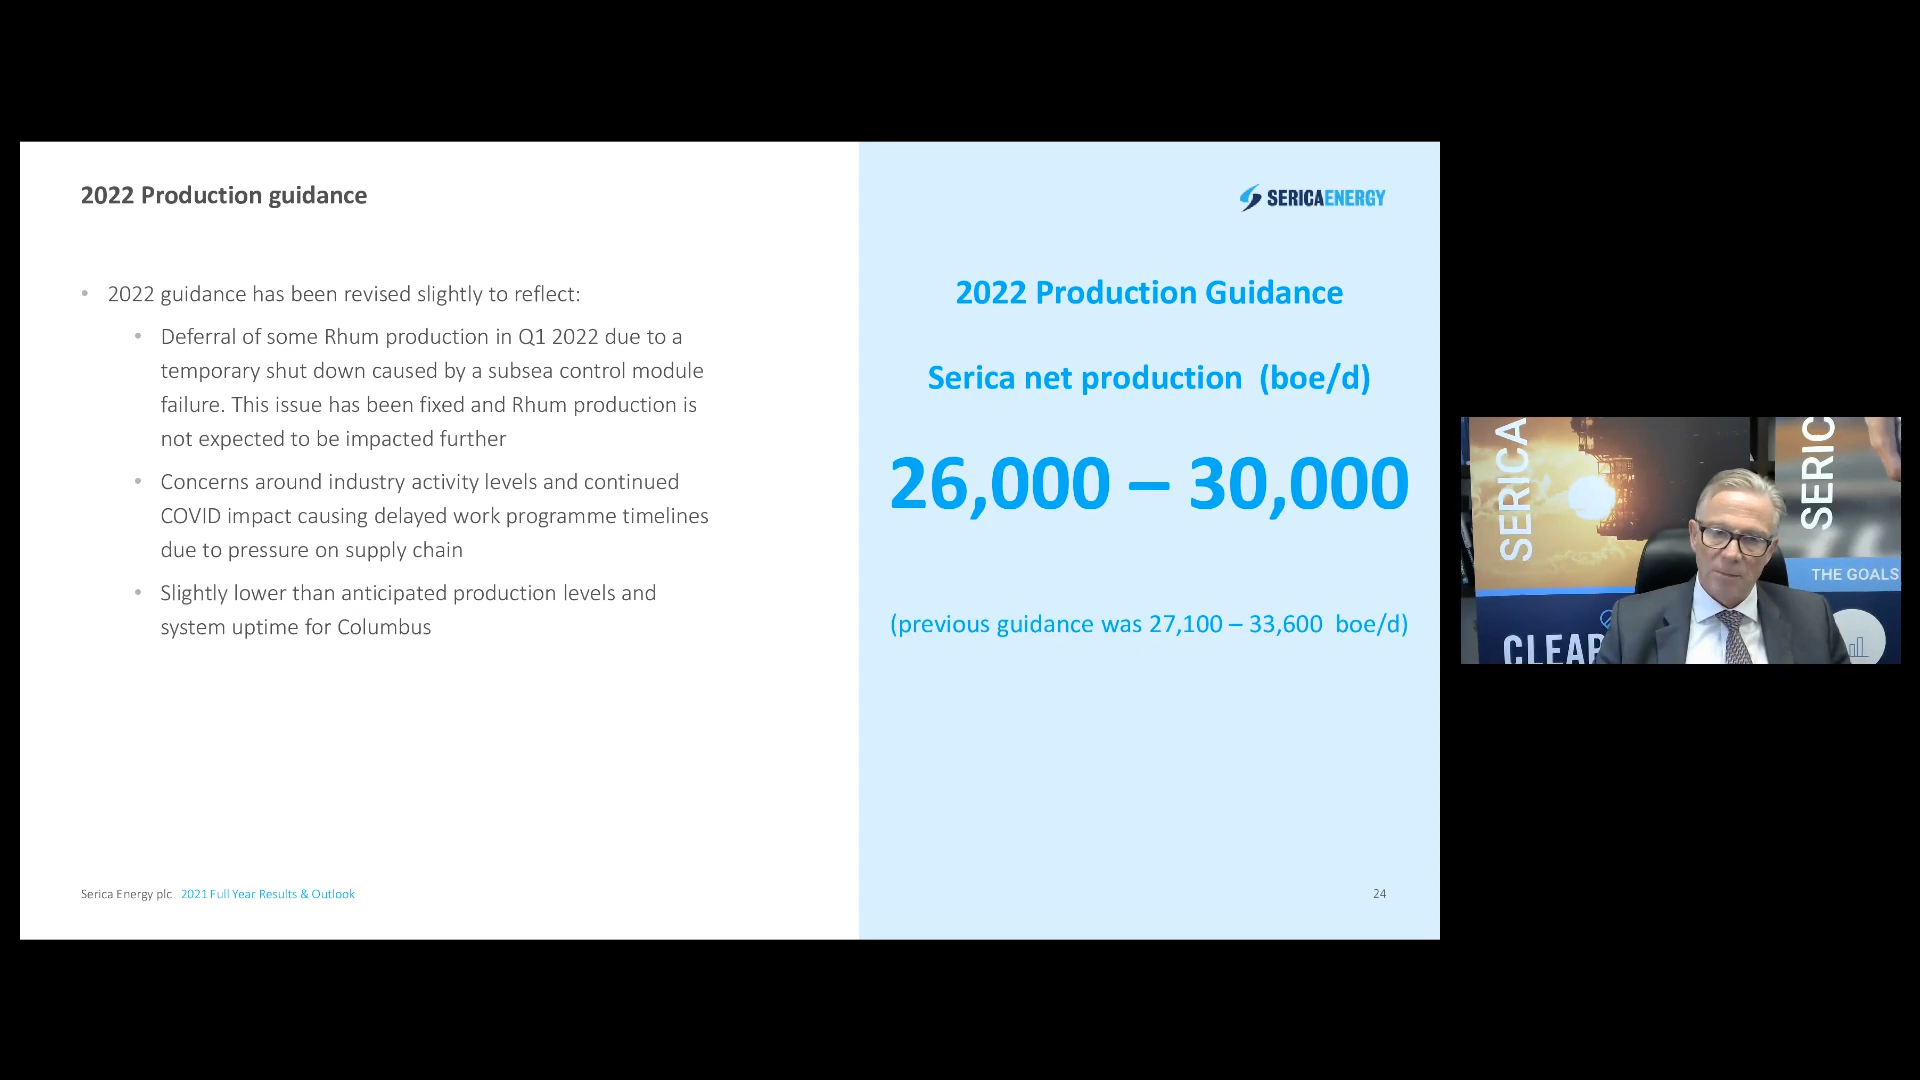 2022 Production guidance
• 2022 guidance has been revised slightly to reflect:
• Deferral of some Rhum production in Q1 2022 due to a
temporary shut down caused by a subsea control module
failure. This issue has been fixed and Rhum production is
not expected to be impacted further
• Concerns around industry activity levels and continued
COVID impact causing delayed work programme timelines
due to pressure on supply chain
• Slightly lower than anticipated production levels and
system uptime for Columbus
Serica Energy plc 2021 Full Year Results & Outlook
SERICAENERGY
2022 Production Guidance
Serica net production (boe/d)
26,000 – 30,000
(previous guidance was 27,100 – 33,600 boe/d)
24
SERICA
SERIC
THE GOALS
CLEAR